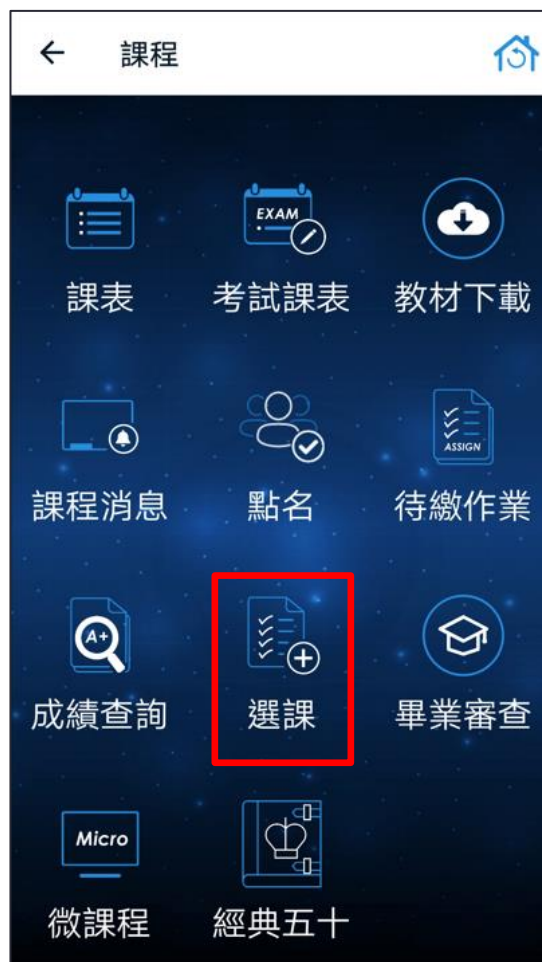 課程
EXAM
課表 考試課表 教材下載
ASSIGN
課程消息 點名 待繳作業
A+
成績查詢 選課 畢業審查
Micro
微課程 經典五十